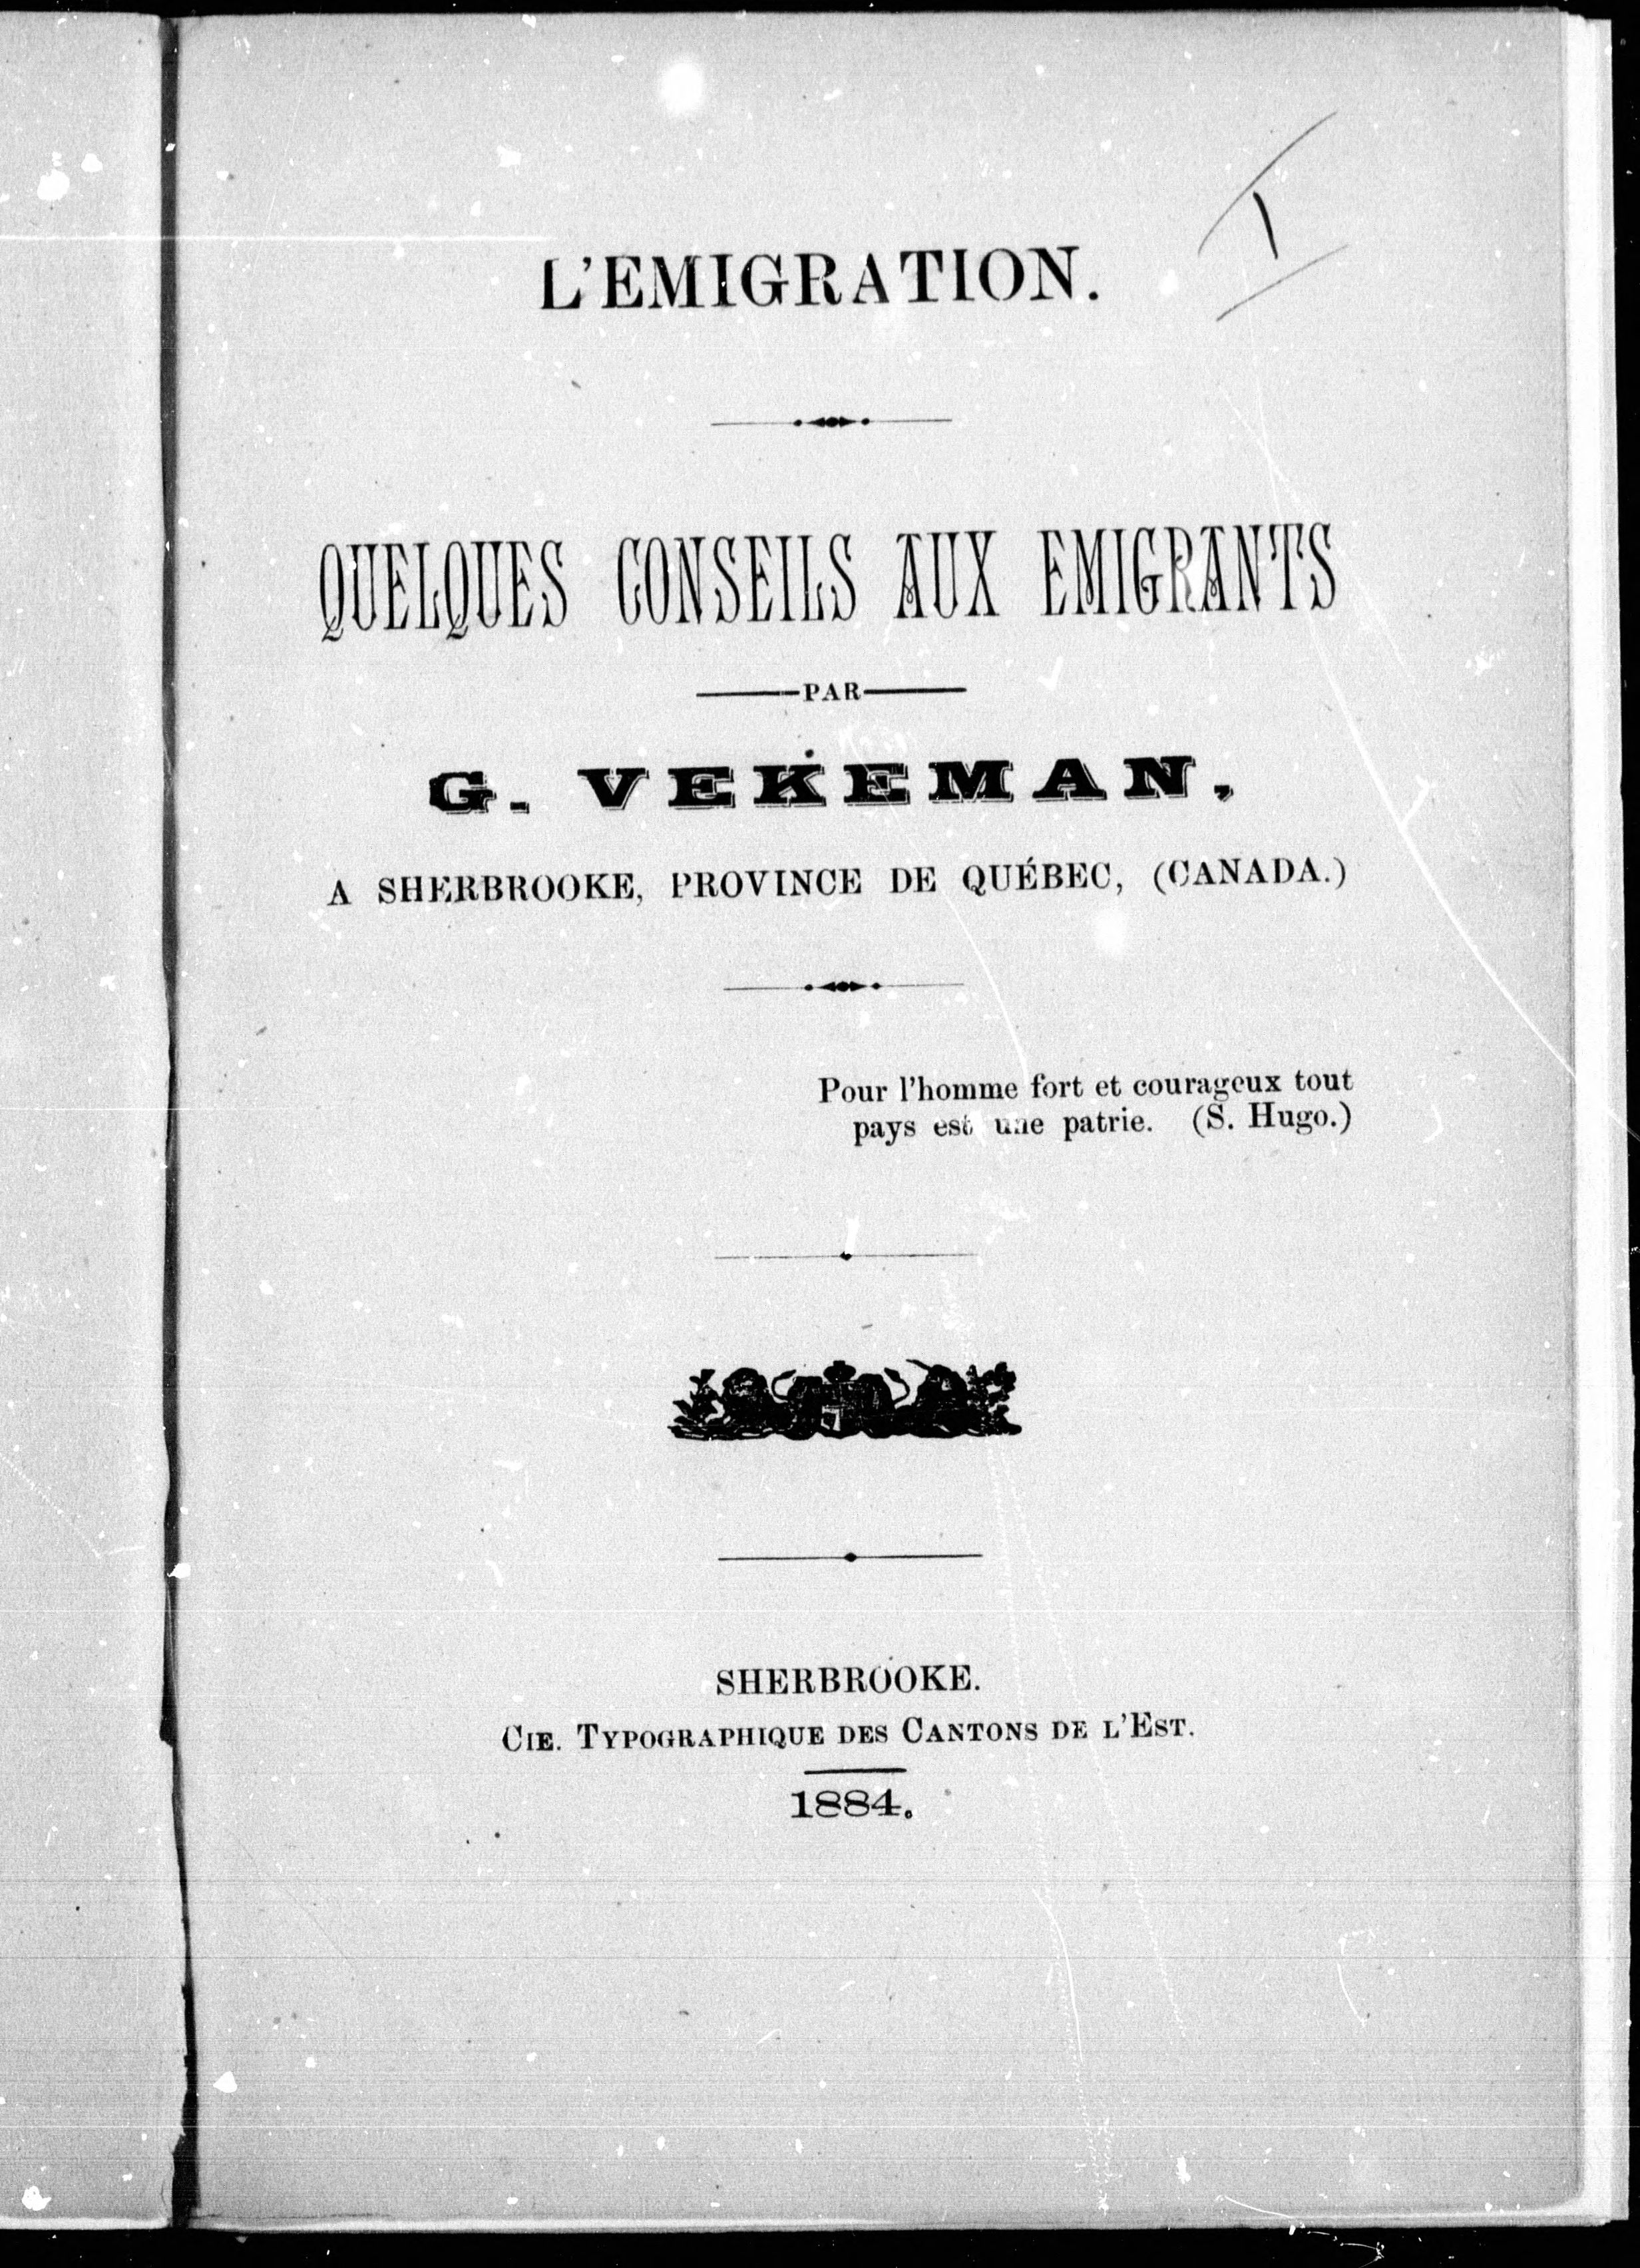 L'EMIGRATION.
QUELQUES CONSEILS AUX EMIGRANTS
PAR
G. VEKEMAN,
A SHERBROOKE, PROVINCE DE QUÉBEC, (CANADA.)
Pour l'homme fort et courageux tout
pays est une patrie. (S. Hugo.)
SHERBROOKE.
CIE. TYPOGRAPHIQUE DES CANTONS DE L'EST.
1884.